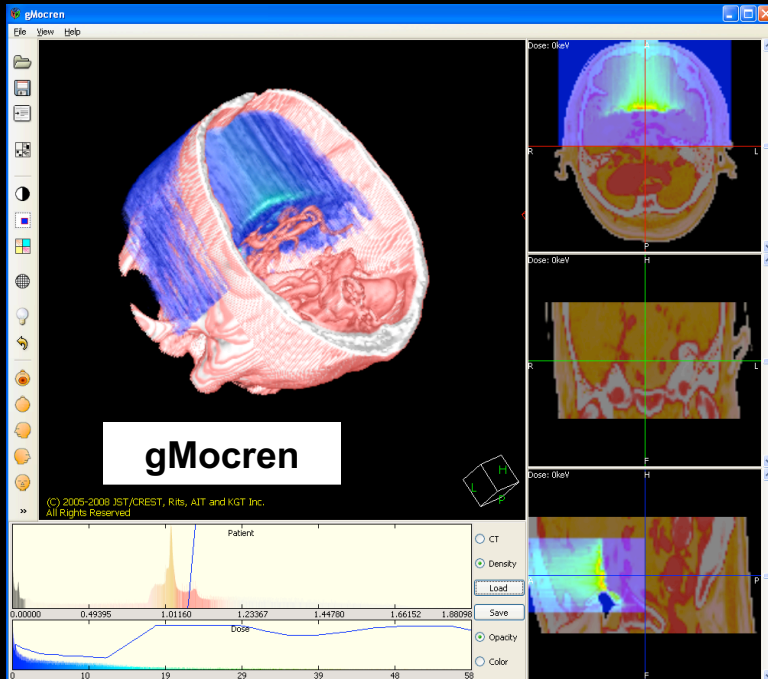 gMocren
File View Help
Dose: 0keV
A
R
L
P
Dose: 0keV
H
R
L
F
Dose: 0keV
H
P
F
gMocren
H
L
P
(C) 2005-2008 JST/CREST, Rits, AIT and KGT Inc.
All Rights Reserved
Patient
0.00000 0.49395 1.01160 1.23367 1.44780 1.66152 1.88098
CT
Density
Load
Save
Dose
0 10 19 29 39 48 58
Opacity
Color